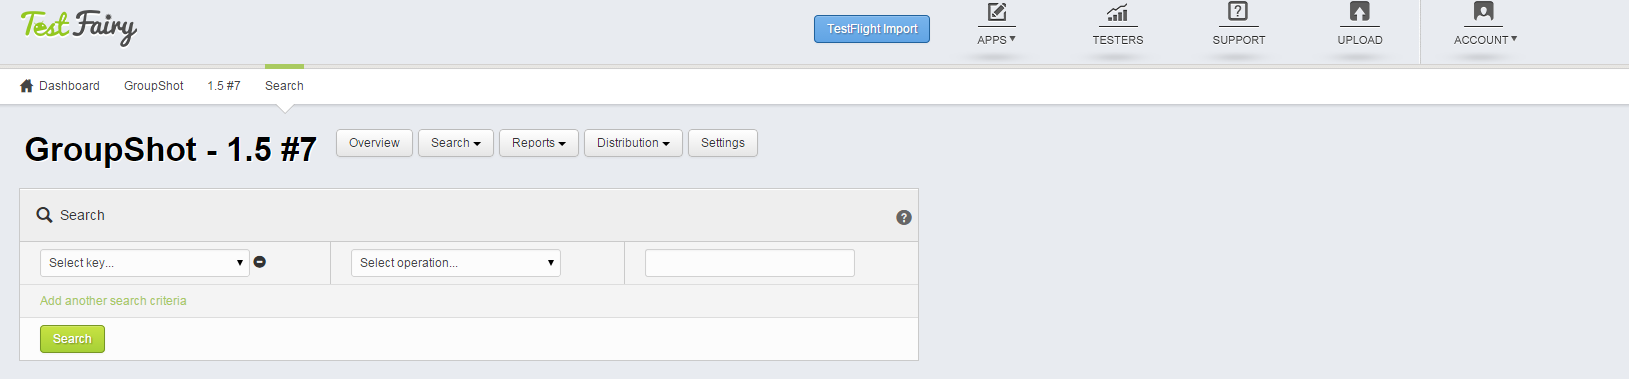 Test Fairy
TestFlight Import
APPS
TESTERS
SUPPORT
UPLOAD
ACCOUNT
Dashboard
GroupShot
1.5 #7
Search
GroupShot - 1.5 #7
Overview
Search
Reports
Distribution
Settings
Search
?
Select key...
Select operation...
Add another search criteria
Search